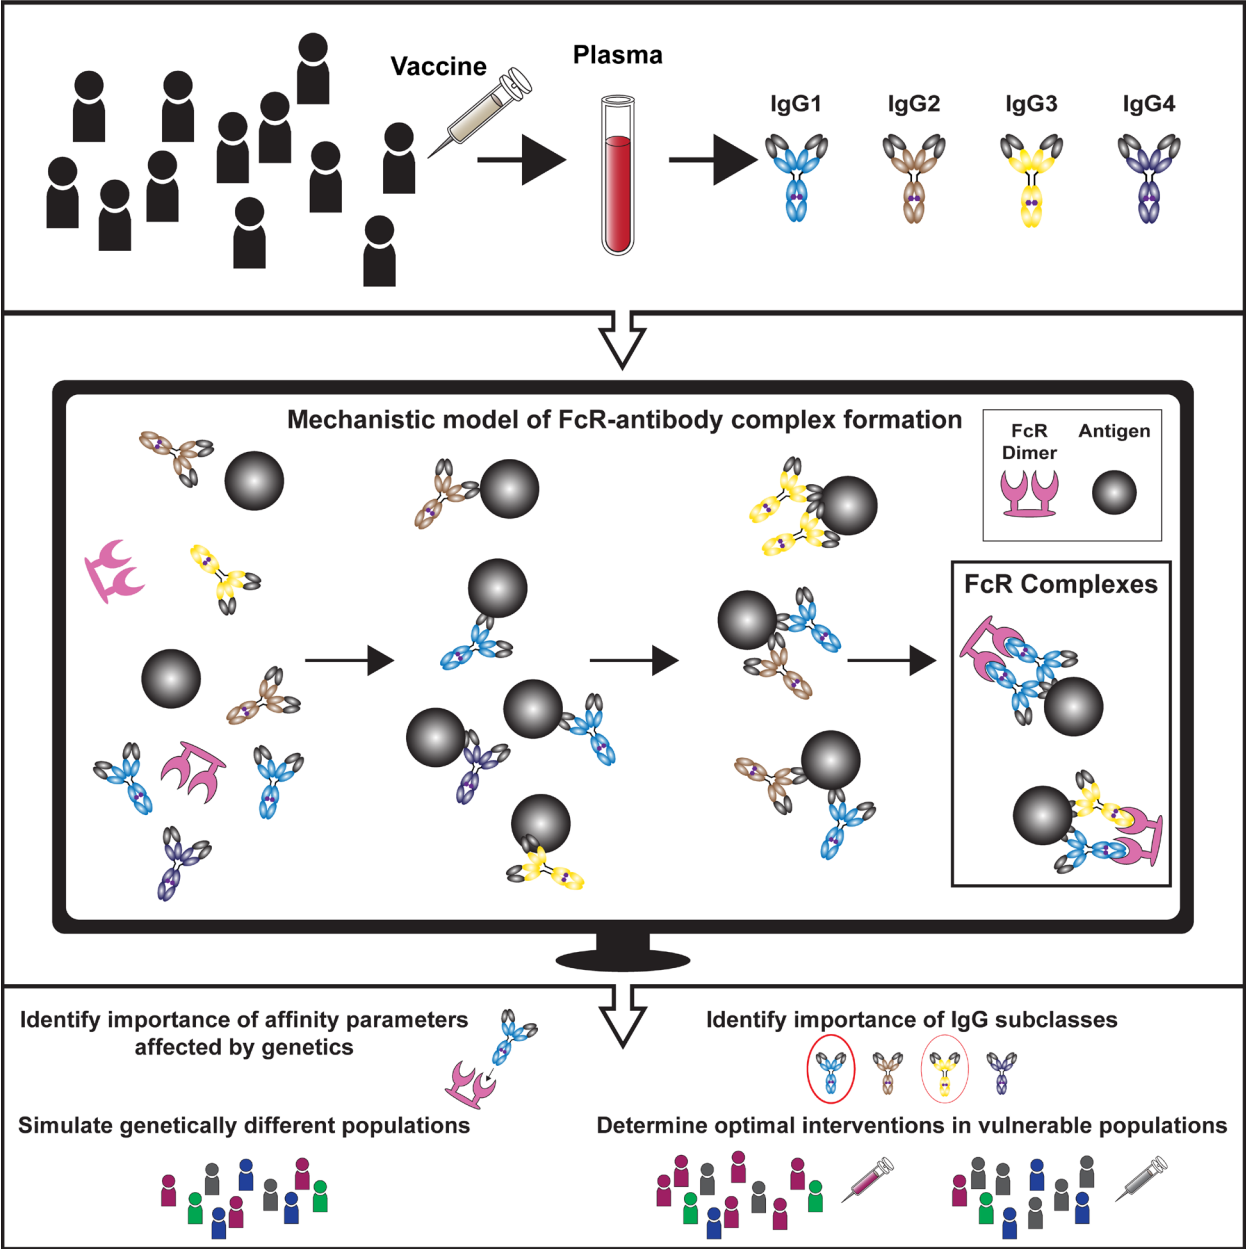 Vaccine
Plasma
IgG1
IgG2
IgG3
IgG4
Mechanistic model of FcR-antibody complex formation
FcR
Dimer
Antigen
FcR Complexes
Identify importance of affinity parameters
affected by genetics
Simulate genetically different populations
Identify importance of IgG subclasses
Determine optimal interventions in vulnerable populations